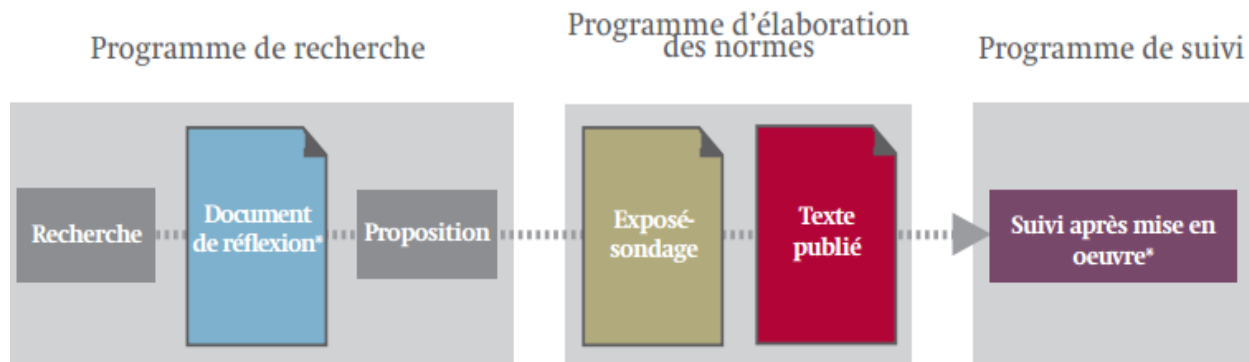 Programme de recherche
Programme d’élaboration
des normes
Programme de suivi
Recherche
Document
de réflexion*
Proposition
Exposé-
sondage
Texte
publié
Suivi après mise en
oeuvre*